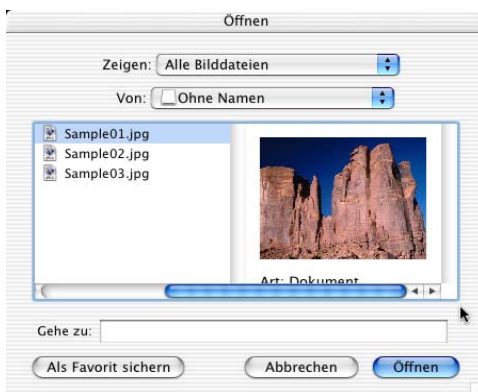 Öffnen
Zeigen: Alle Bilddateien
Von: Ohne Namen
Sample01.jpg
Sample02.jpg
Sample03.jpg
Art: Dokument
Gehe zu:
Als Favorit sichern Abbrechen Öffnen